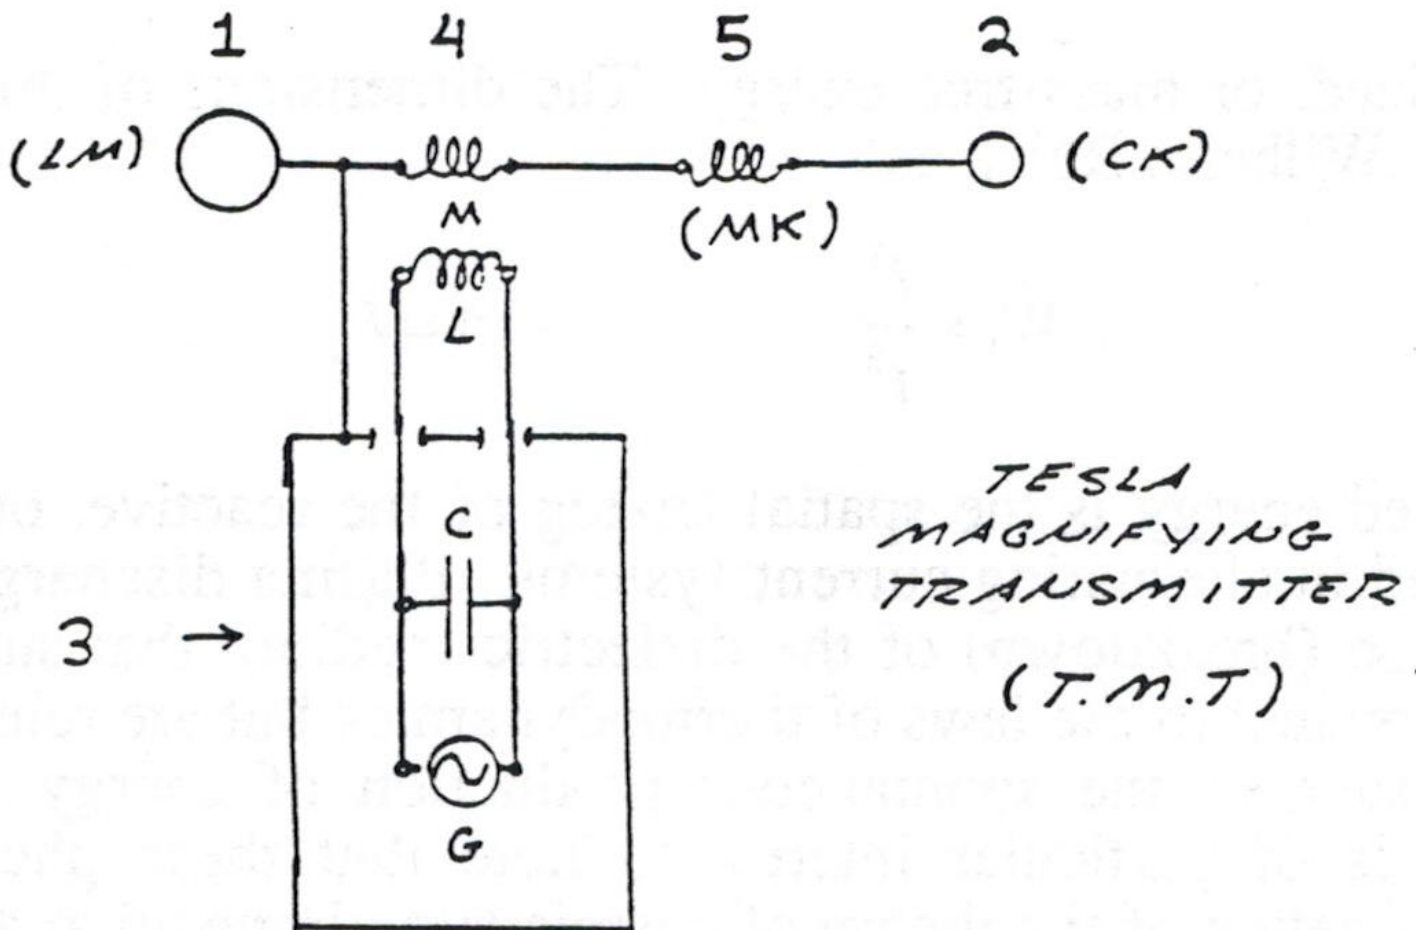 1 4 5 2
(LM) (CK)
M (MK)
L
C
3 →
G
TESLA
MAGNIFYING
TRANSMITTER
(T.M.T)